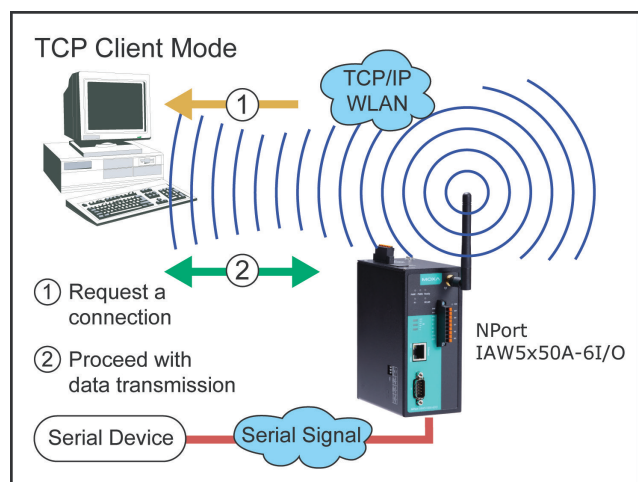 TCP Client Mode
TCP/IP
WLAN
1
2
1 Request a
connection
2 Proceed with
data transmission
MOXA
NPort
IAW5x50A-6I/O
Serial Device
Serial Signal